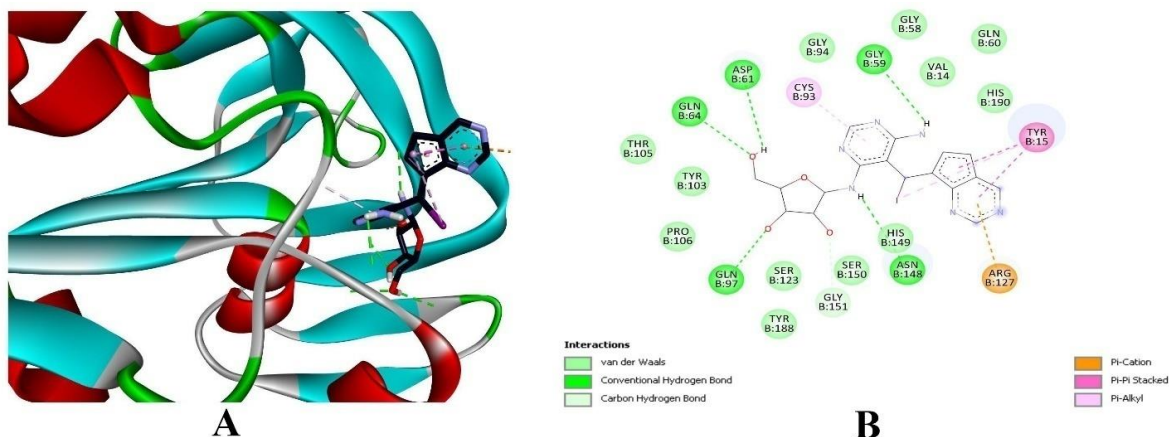 GLY
B:58
GLY
B:94
GLY
B:59
GLN
B:60
ASP
B:61
CYS
B:93
VAL
B:14
HIS
B:190
GLN
B:64
TYR
B:15
THR
B:105
TYR
B:103
PRO
B:106
HIS
B:149
GLN
B:97
SER
B:123
SER
B:150
ASN
B:148
ARG
B:127
GLY
B:151
TYR
B:188
H
N
N
N
H
H
O
O
NH
H
O
O
N
N
N
Interactions
van der Waals
Conventional Hydrogen Bond
Carbon Hydrogen Bond
Pi-Cation
Pi-Pi Stacked
Pi-Alkyl
A
B